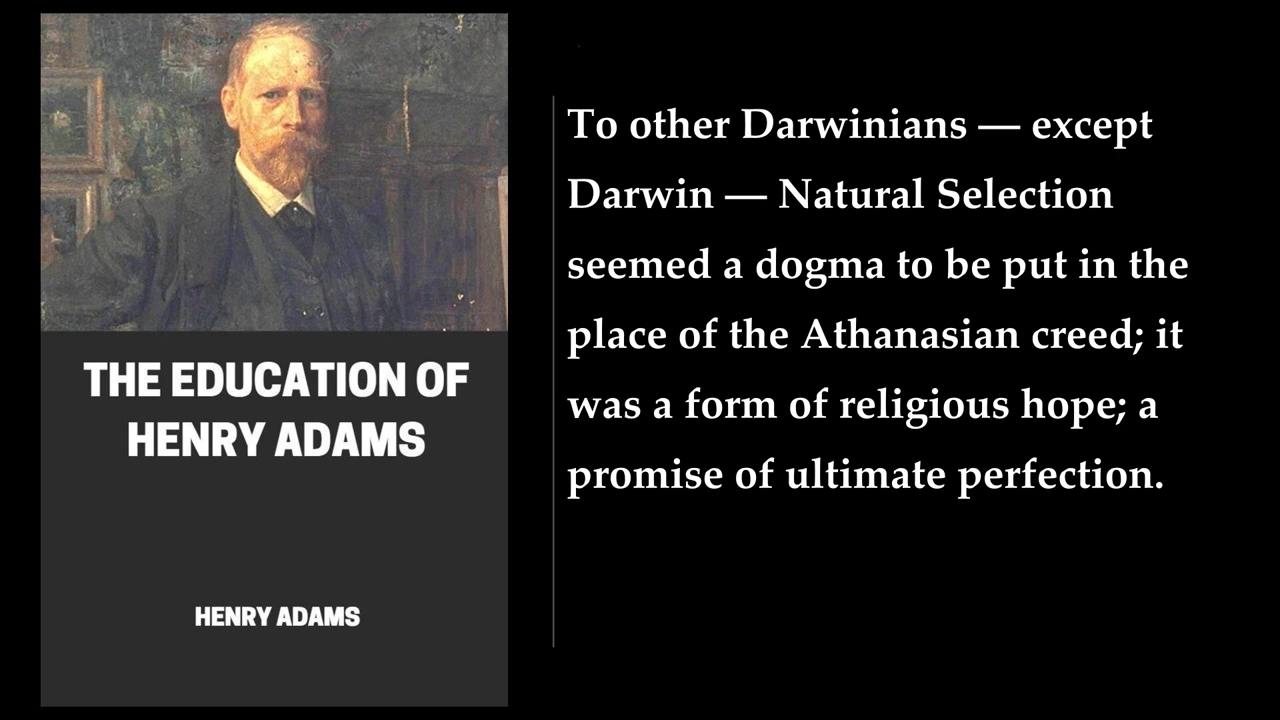 THE EDUCATION OF
HENRY ADAMS
HENRY ADAMS
To other Darwinians — except
Darwin — Natural Selection
seemed a dogma to be put in the
place of the Athanasian creed; it
was a form of religious hope; a
promise of ultimate perfection.